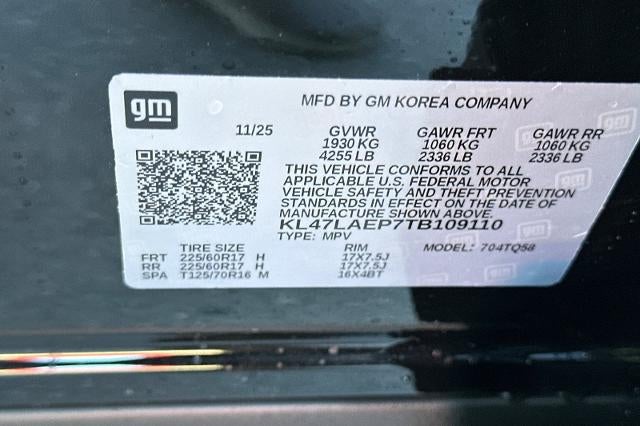 gm
MFD BY GM KOREA COMPANY
11/25 GVWR GAWR FRT GAWR RR
1930 KG 1060 KG 1060 KG
4255 LB 2336 LB 2336 LB
THIS VEHICLE CONFORMS TO ALL
APPLICABLE U.S. FEDERAL MOTOR
VEHICLE SAFETY AND THEFT PREVENTION
STANDARDS IN EFFECT ON THE DATE OF
MANUFACTURE SHOWN ABOVE.
KL47LAEP7TB109110
TYPE: MPV MODEL: 704TQ58
TIRE SIZE RIM
FRT 225/60R17 H 17X7.5J
RR 225/60R17 H 17X7.5J
SPA T125/70R16 M 16X4BT